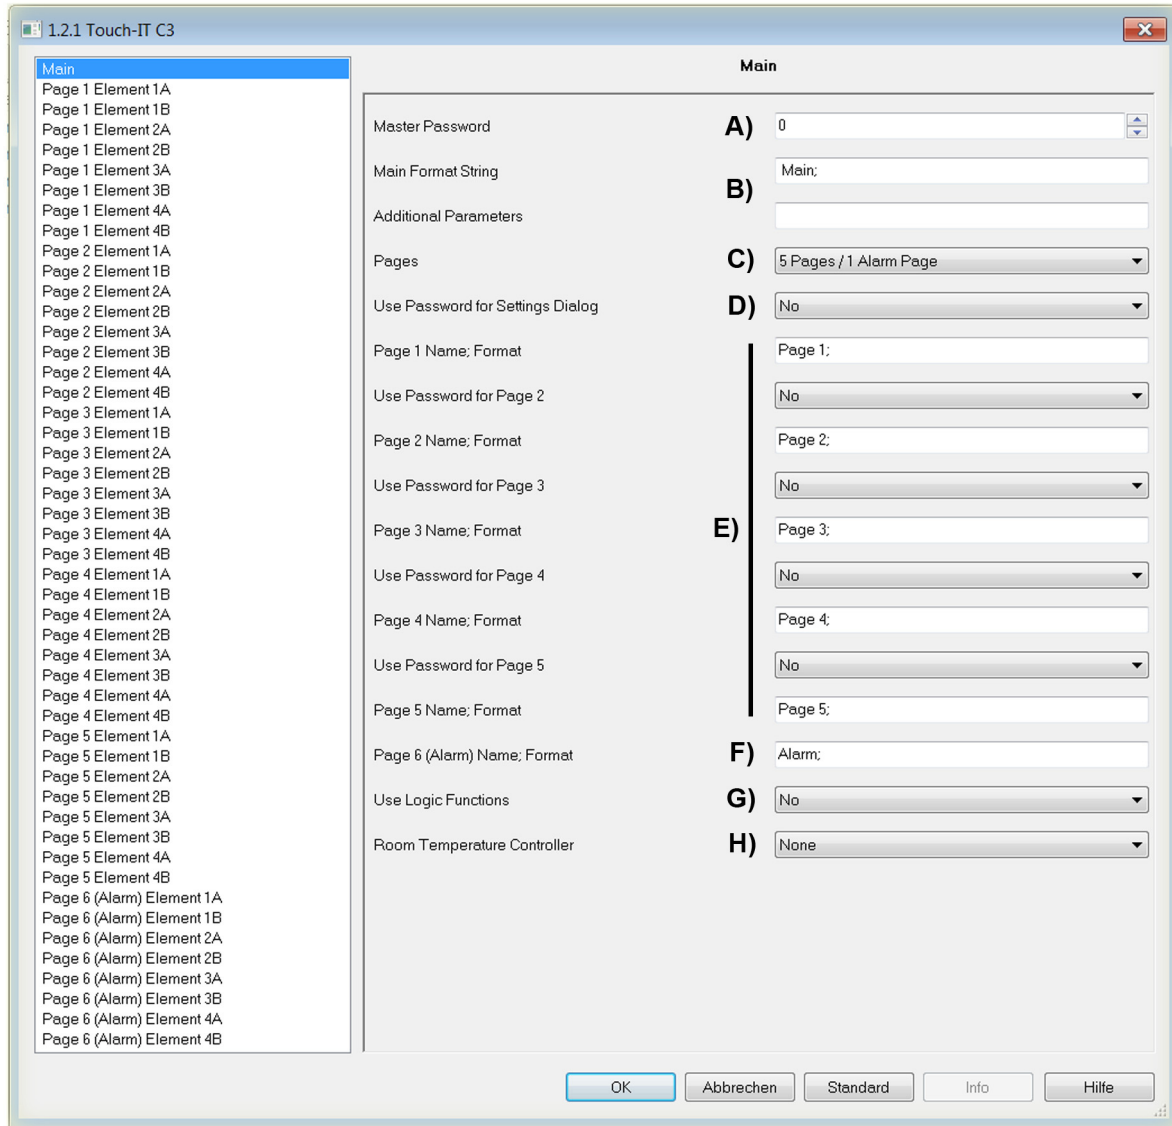 1.2.1 Touch-IT C3
Main
Page 1 Element 1A
Page 1 Element 1B
Page 1 Element 2A
Page 1 Element 2B
Page 1 Element 3A
Page 1 Element 3B
Page 1 Element 4A
Page 1 Element 4B
Page 2 Element 1A
Page 2 Element 1B
Page 2 Element 2A
Page 2 Element 2B
Page 2 Element 3A
Page 2 Element 3B
Page 2 Element 4A
Page 2 Element 4B
Page 3 Element 1A
Page 3 Element 1B
Page 3 Element 2A
Page 3 Element 2B
Page 3 Element 3A
Page 3 Element 3B
Page 3 Element 4A
Page 3 Element 4B
Page 4 Element 1A
Page 4 Element 1B
Page 4 Element 2A
Page 4 Element 2B
Page 4 Element 3A
Page 4 Element 3B
Page 4 Element 4A
Page 4 Element 4B
Page 5 Element 1A
Page 5 Element 1B
Page 5 Element 2A
Page 5 Element 2B
Page 5 Element 3A
Page 5 Element 3B
Page 5 Element 4A
Page 5 Element 4B
Page 6 (Alarm) Element 1A
Page 6 (Alarm) Element 1B
Page 6 (Alarm) Element 2A
Page 6 (Alarm) Element 2B
Page 6 (Alarm) Element 3A
Page 6 (Alarm) Element 3B
Page 6 (Alarm) Element 4A
Page 6 (Alarm) Element 4B
Main
Master Password A) 0
Main Format String Main;
B)
Additional Parameters
Pages C) 5 Pages / 1 Alarm Page
Use Password for Settings Dialog D) No
Page 1 Name; Format Page 1;
Use Password for Page 2 No
Page 2 Name; Format Page 2;
Use Password for Page 3 No
Page 3 Name; Format E) Page 3;
Use Password for Page 4 No
Page 4 Name; Format Page 4;
Use Password for Page 5 No
Page 5 Name; Format Page 5;
Page 6 (Alarm) Name; Format F) Alarm;
Use Logic Functions G) No
Room Temperature Controller H) None
OK Abbrechen Standard Info Hilfe